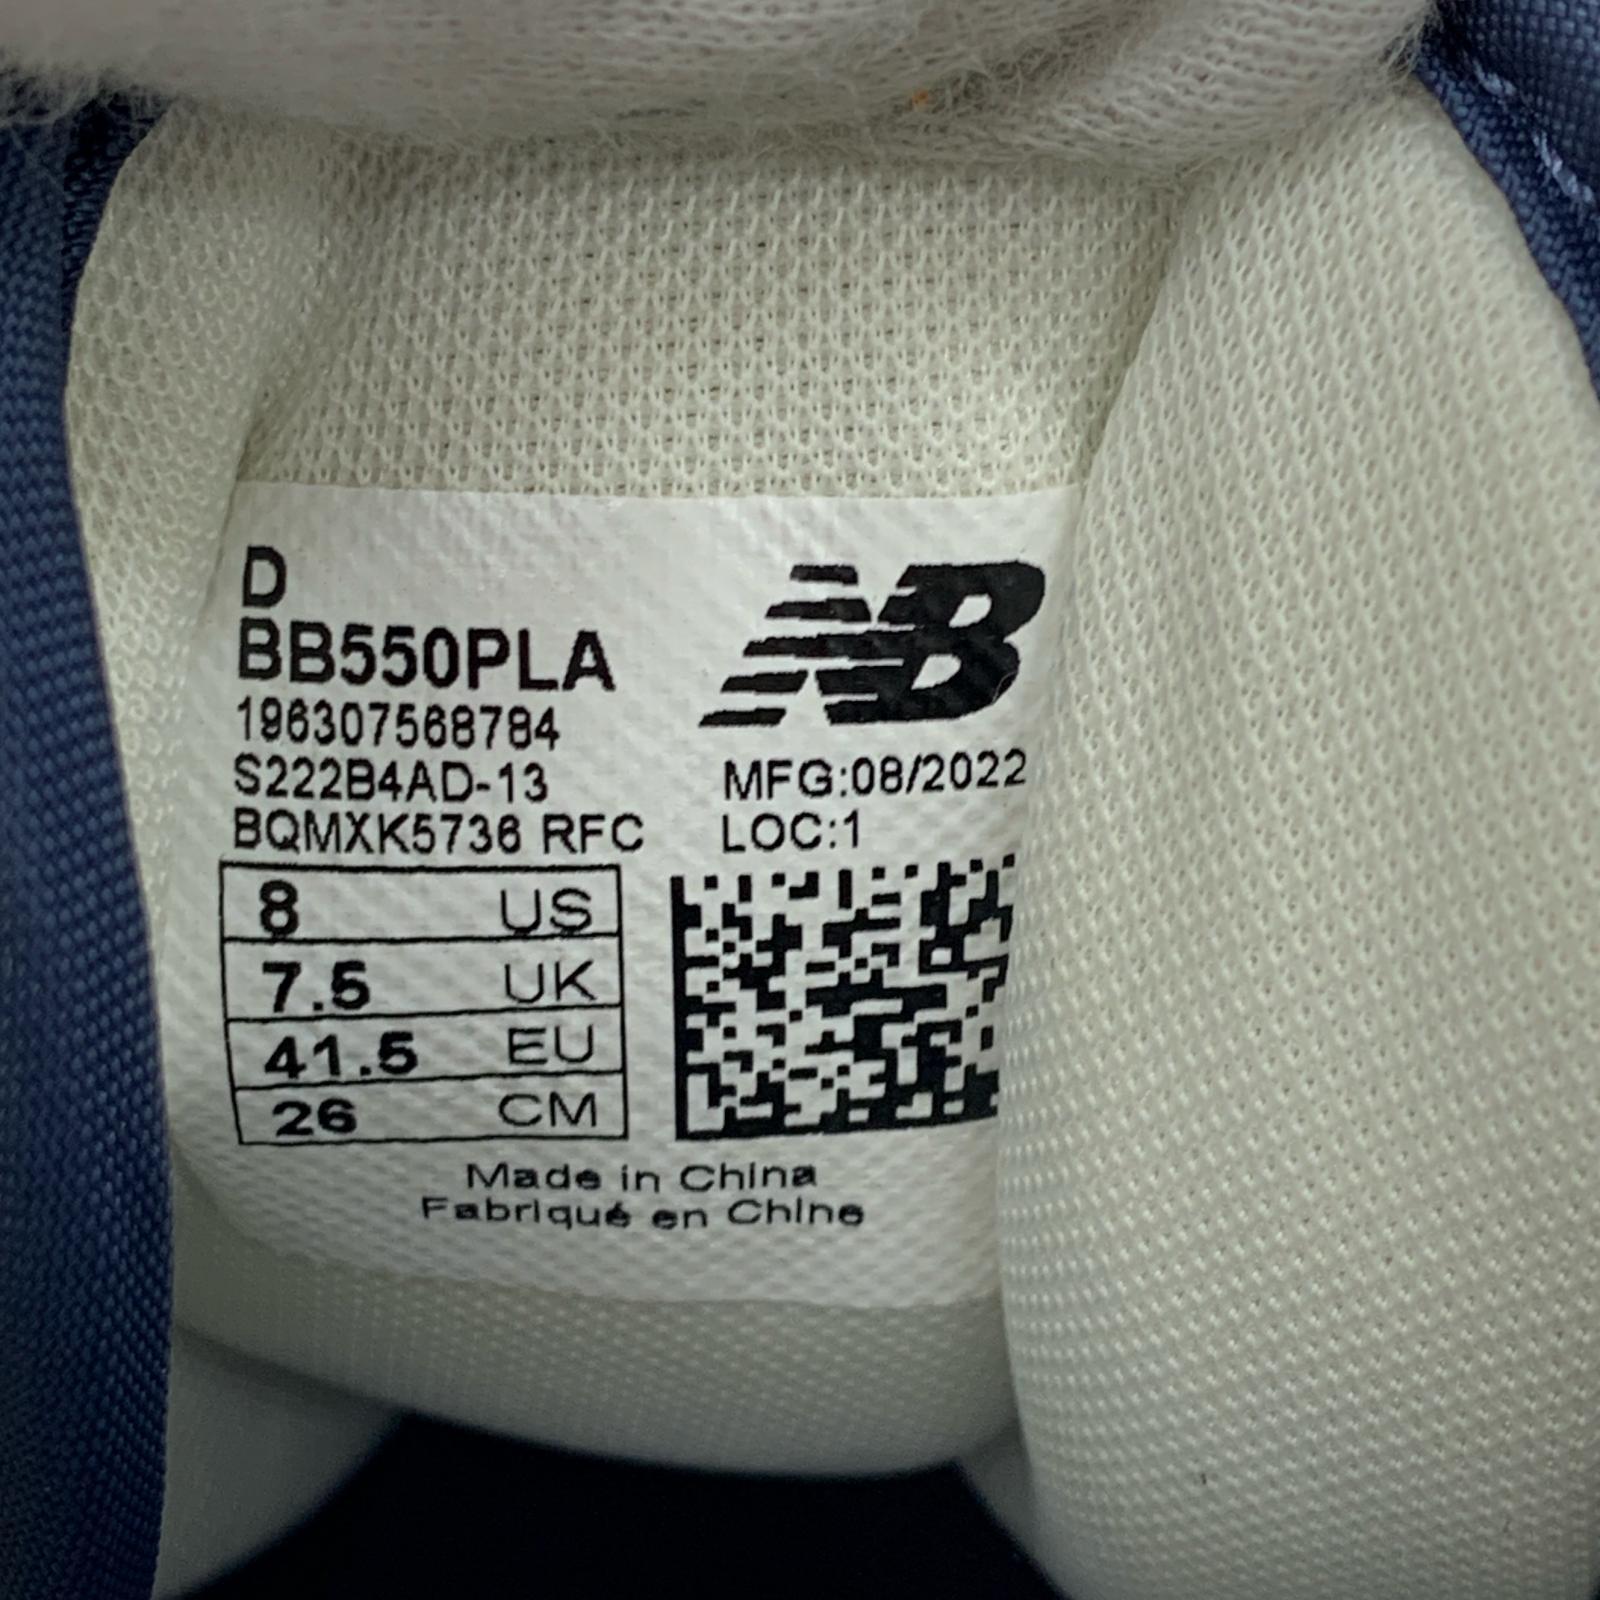 D
BB550PLA
196307568784
S222B4AD-13
BQMXK5736 RFC
NB
MFG:08/2022
LOC:1
8 US
7.5 UK
41.5 EU
26 CM
Made in China
Fabriqué en Chine